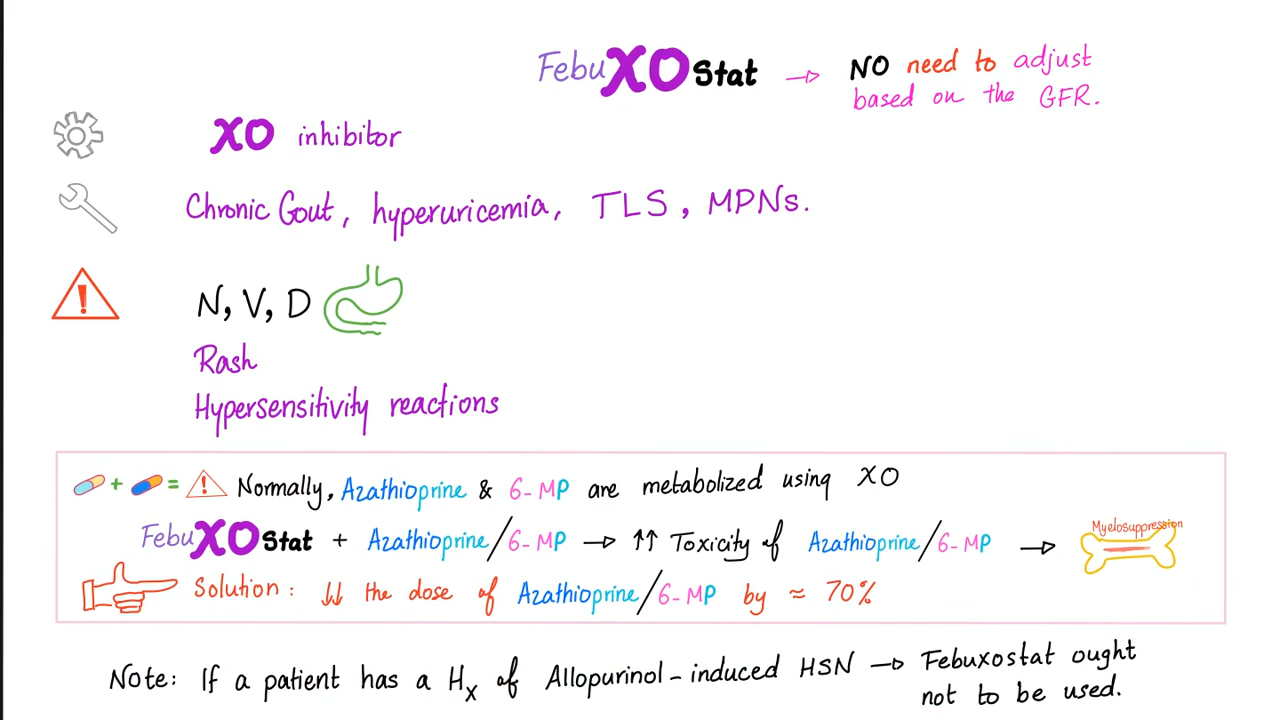 FebuXOstat → NO need to adjust
based on the GFR.
XO inhibitor
Chronic Gout, hyperuricemia, TLS, MPNs.
!
N, V, D
Rash
Hypersensitivity reactions
+ = ! Normally, Azathioprine & 6-MP are metabolized using XO
FebuXOstat + Azathioprine/6-MP → ↑↑ Toxicity of Azathioprine/6-MP → Myelosuppression
Solution: ↓↓ the dose of Azathioprine/6-MP by ≈ 70%
Note: If a patient has a Hx of Allopurinol-induced HSN → Febuxostat ought
not to be used.